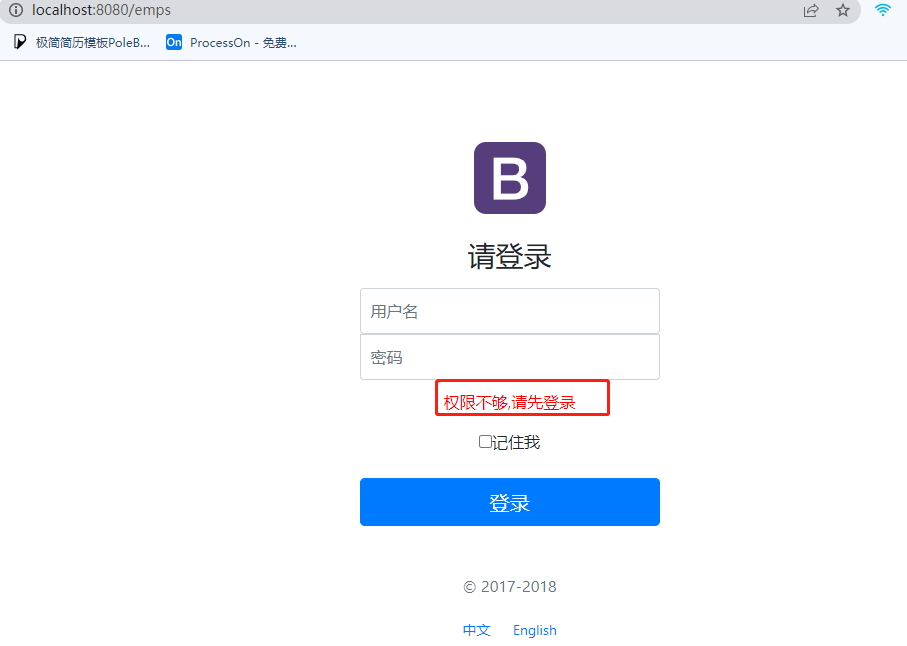 localhost:8080/emps
极简简历模板PoleB... On ProcessOn - 免费...
B
请登录
用户名
密码
权限不够,请先登录
记住我
登录
© 2017-2018
中文 English